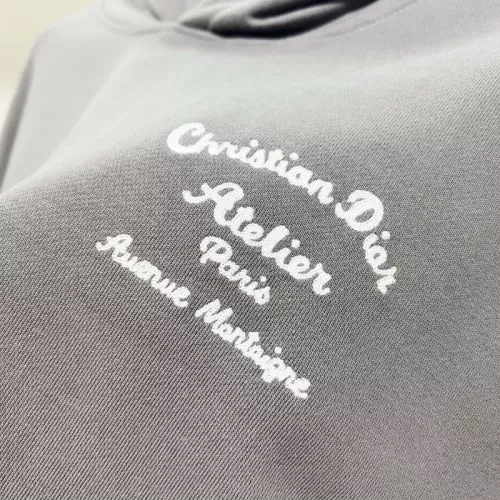 Christian Dior
Atelier
Paris
Avenue Montaigne